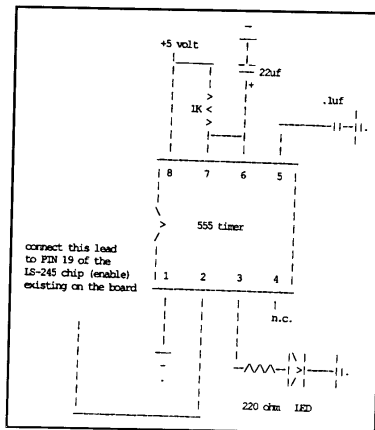 +5 volt
22uf
+
1K
.1uf
8 7 6 5
555 timer
connect this lead
to PIN 19 of the
LS-245 chip (enable)
existing on the board
1 2 3 4
n.c.
220 ohm LED